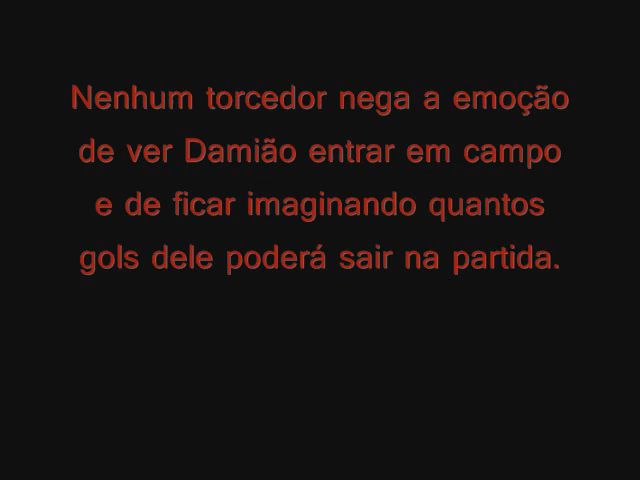 Nenhum torcedor nega a emoção
de ver Damião entrar em campo
e de ficar imaginando quantos
gols dele poderá sair na partida.